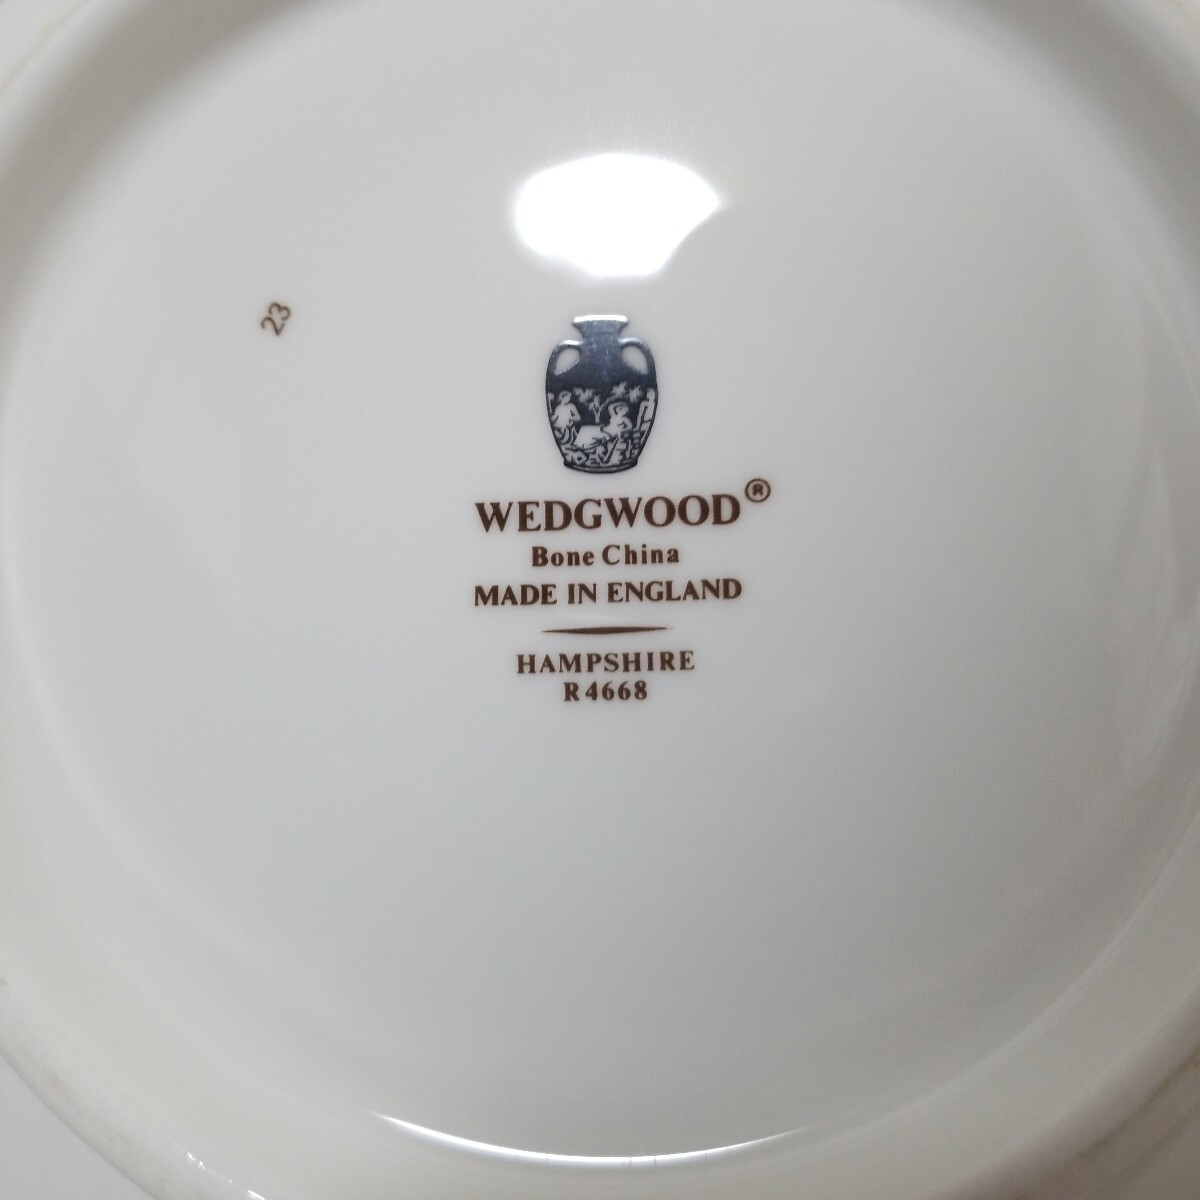 23
WEDGWOOD®
Bone China
MADE IN ENGLAND
HAMPSHIRE
R4668